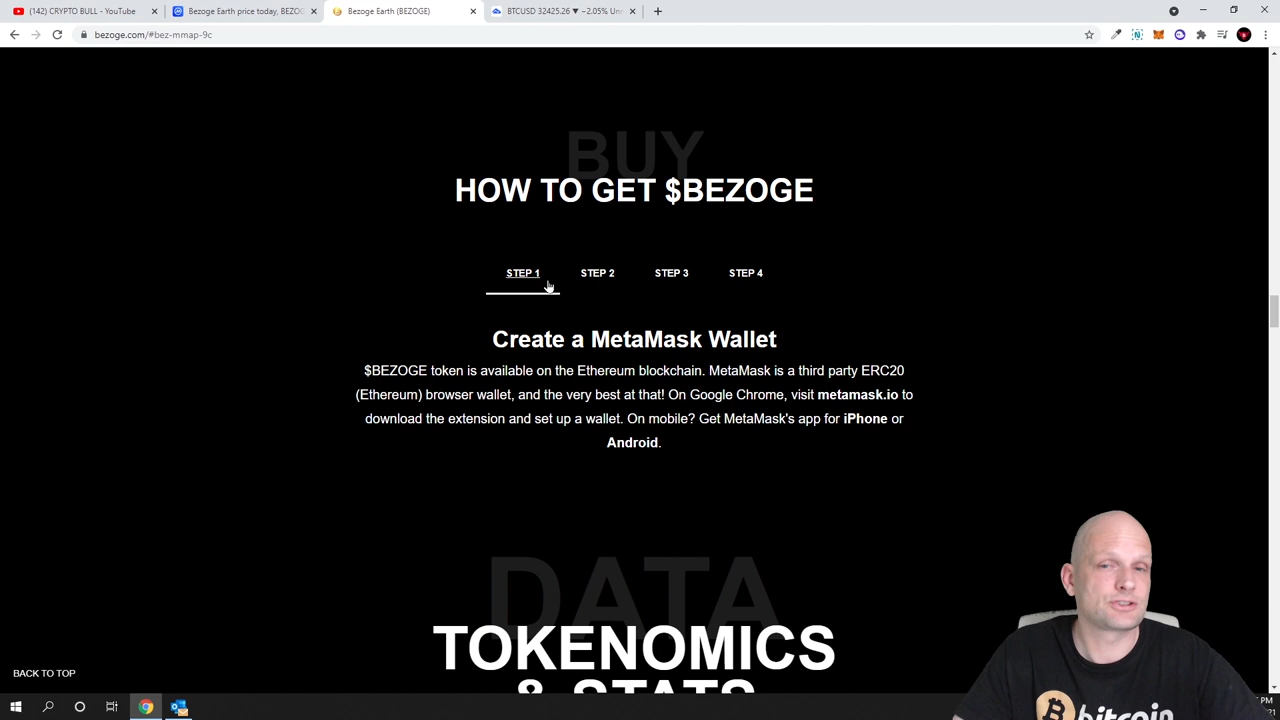 (142) CRYPTO BULL - YouTube
Bezoge Earth price today, BEZOG
Bezoge Earth (BEZOGE)
BTCUSD 32425.26 ▼ −2.05% Un
bezoge.com/#bez-mmap-9c
BUY
HOW TO GET $BEZOGE
STEP 1 STEP 2 STEP 3 STEP 4
Create a MetaMask Wallet
$BEZOGE token is available on the Ethereum blockchain. MetaMask is a third party ERC20
(Ethereum) browser wallet, and the very best at that! On Google Chrome, visit metamask.io to
download the extension and set up a wallet. On mobile? Get MetaMask's app for iPhone or
Android.
DATA
TOKENOMICS
& STATS
BACK TO TOP
bitcoin
PM